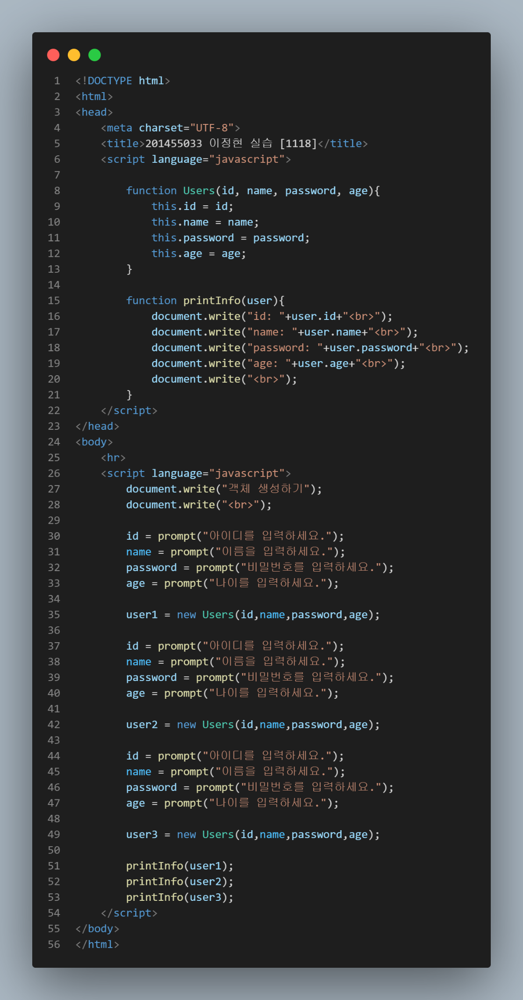 1 <!DOCTYPE html>
2 <html>
3 <head>
4     <meta charset="UTF-8">
5     <title>201455033 이정현 실습 [1118]</title>
6     <script language="javascript">
7
8         function Users(id, name, password, age){
9             this.id = id;
10             this.name = name;
11             this.password = password;
12             this.age = age;
13         }
14
15         function printInfo(user){
16             document.write("id: "+user.id+"<br>");
17             document.write("name: "+user.name+"<br>");
18             document.write("password: "+user.password+"<br>");
19             document.write("age: "+user.age+"<br>");
20             document.write("<br>");
21         }
22     </script>
23 </head>
24 <body>
25     <hr>
26     <script language="javascript">
27         document.write("객체 생성하기");
28         document.write("<br>");
29
30         id = prompt("아이디를 입력하세요.");
31         name = prompt("이름을 입력하세요.");
32         password = prompt("비밀번호를 입력하세요.");
33         age = prompt("나이를 입력하세요.");
34
35         user1 = new Users(id,name,password,age);
36
37         id = prompt("아이디를 입력하세요.");
38         name = prompt("이름을 입력하세요.");
39         password = prompt("비밀번호를 입력하세요.");
40         age = prompt("나이를 입력하세요.");
41
42         user2 = new Users(id,name,password,age);
43
44         id = prompt("아이디를 입력하세요.");
45         name = prompt("이름을 입력하세요.");
46         password = prompt("비밀번호를 입력하세요.");
47         age = prompt("나이를 입력하세요.");
48
49         user3 = new Users(id,name,password,age);
50
51         printInfo(user1);
52         printInfo(user2);
53         printInfo(user3);
54     </script>
55 </body>
56 </html>